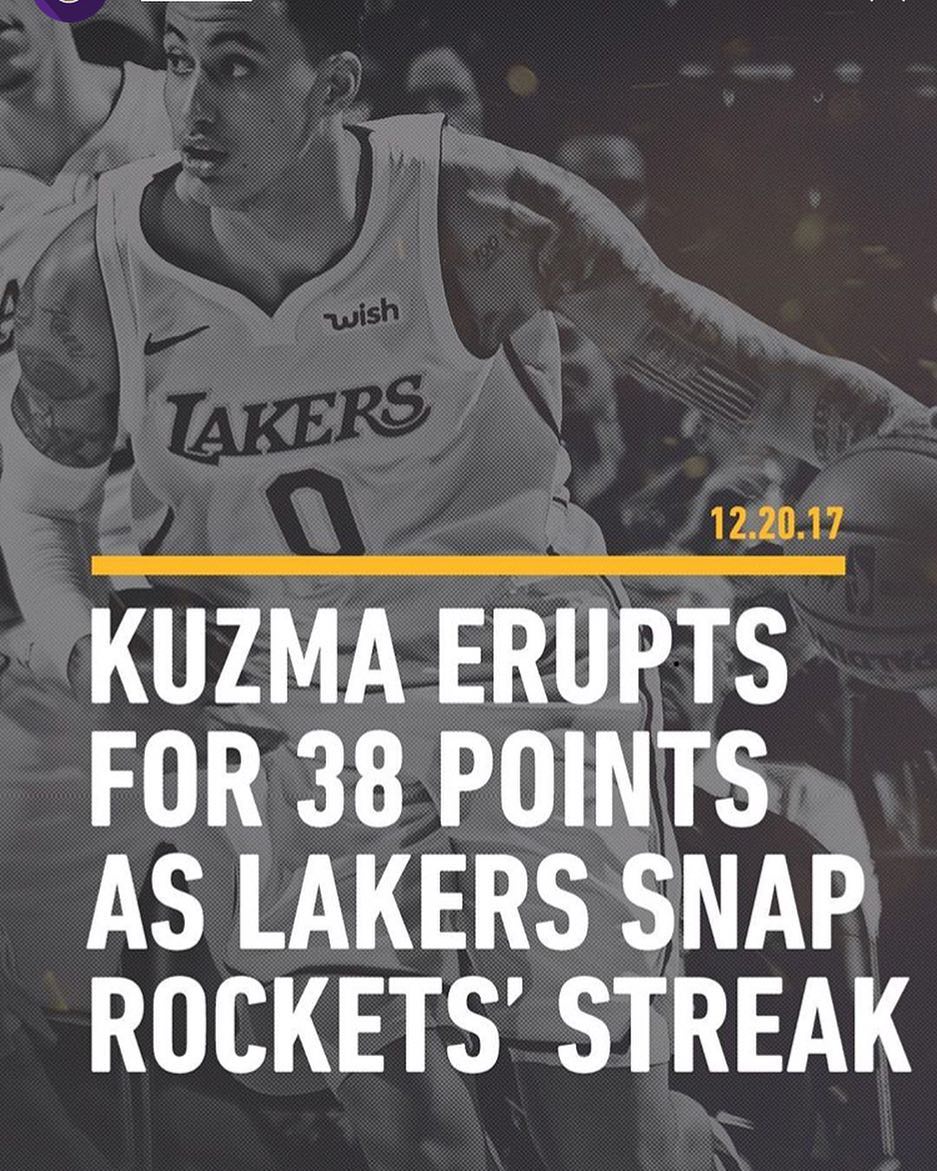 wish
LAKERS
0
12.20.17
KUZMA ERUPTS
FOR 38 POINTS
AS LAKERS SNAP
ROCKETS’ STREAK